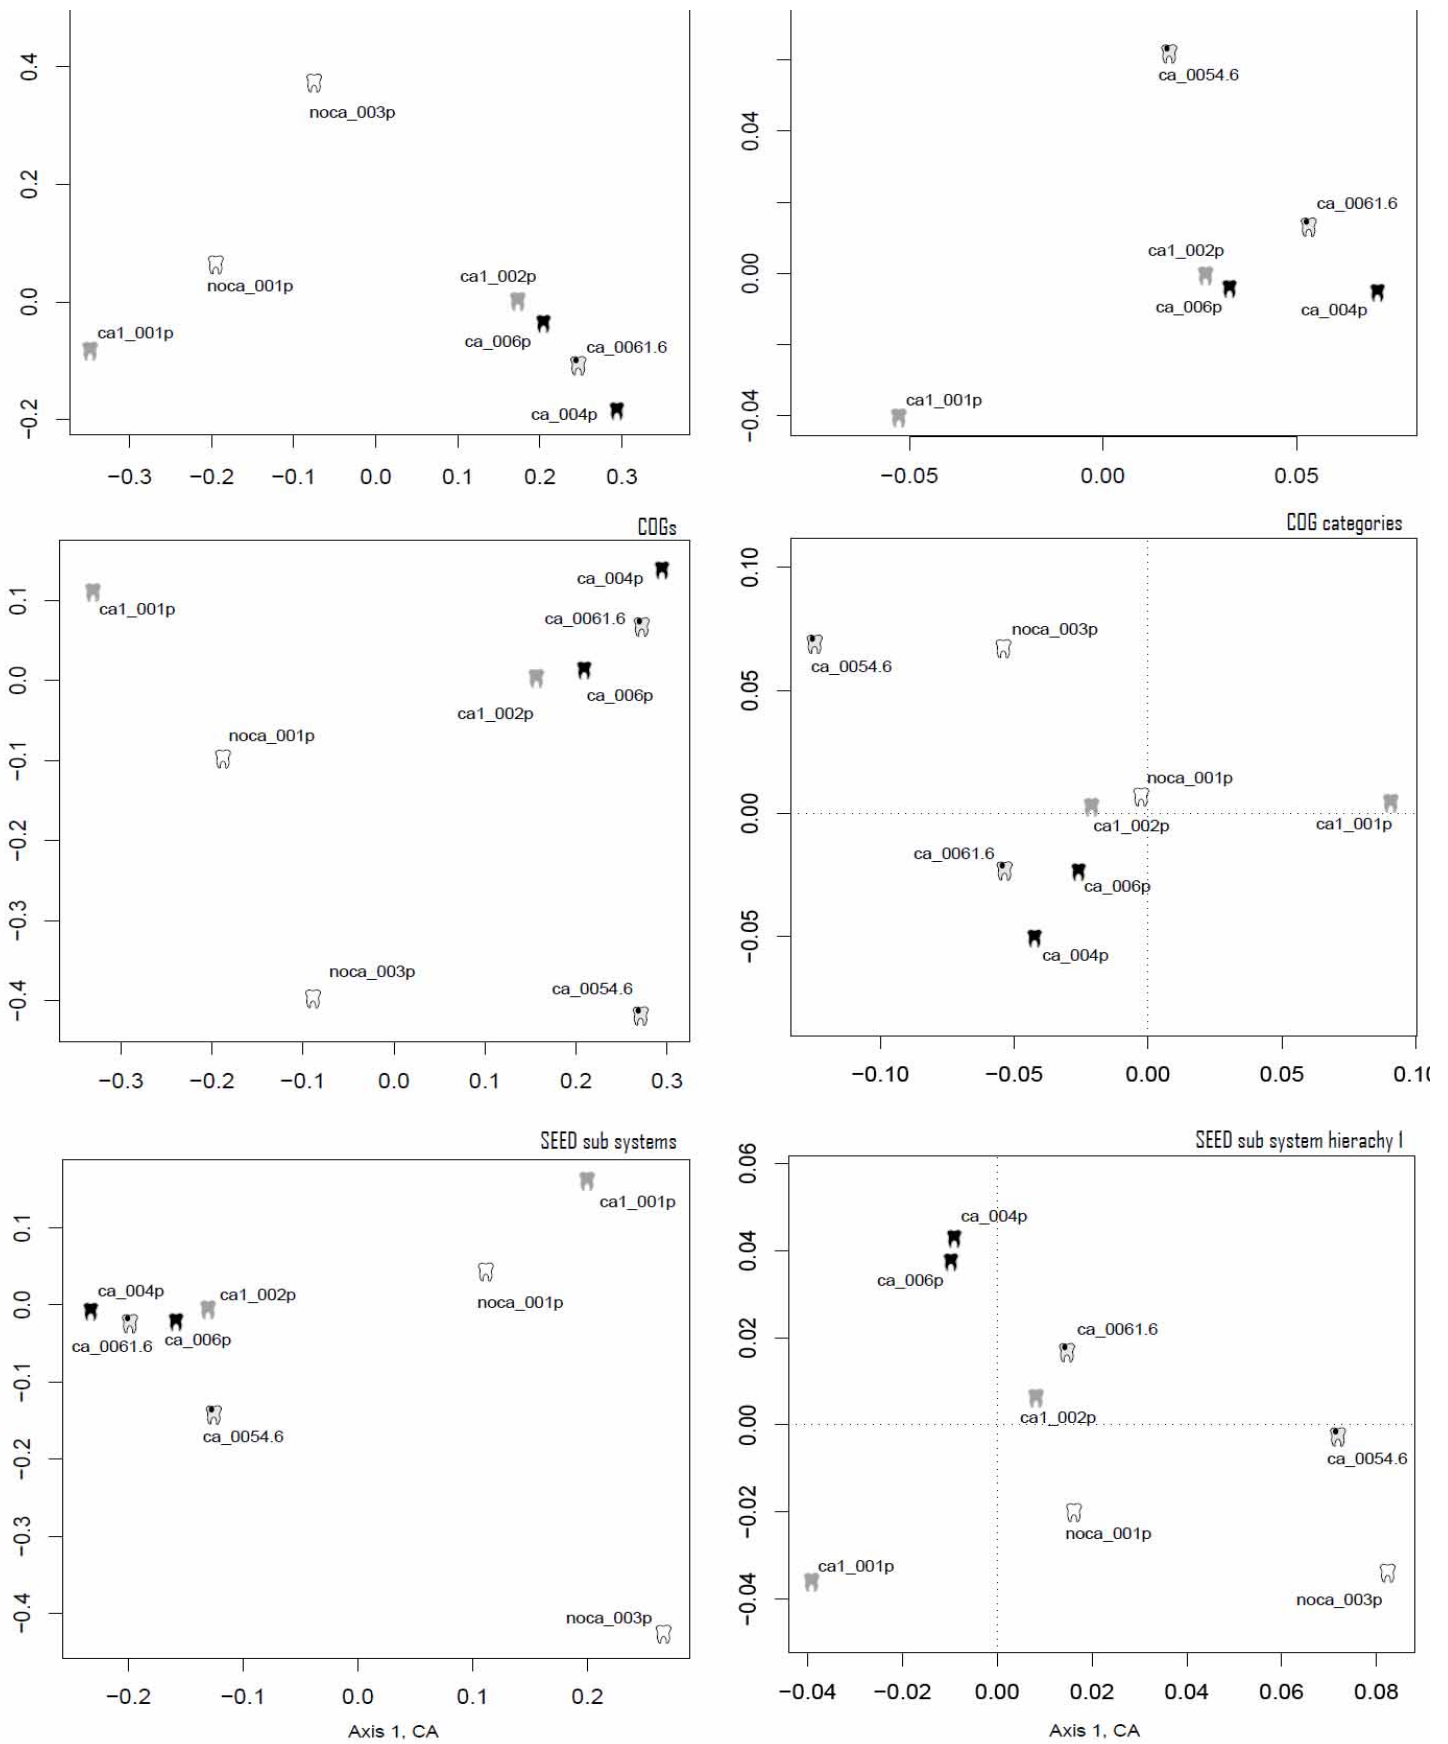 0.4
0.2
0.0
−0.2
noca_003p
noca_001p
ca1_001p
ca1_002p
ca_006p
ca_0061.6
ca_004p
−0.3 −0.2 −0.1 0.0 0.1 0.2 0.3
0.04
0.00
−0.04
ca_0054.6
ca_0061.6
ca1_002p
ca_006p
ca_004p
ca1_001p
−0.05 0.00 0.05
COGs
0.1
0.0
−0.1
−0.2
−0.3
−0.4
ca_004p
ca1_001p
ca_0061.6
ca_006p
ca1_002p
noca_001p
noca_003p
ca_0054.6
−0.3 −0.2 −0.1 0.0 0.1 0.2 0.3
COG categories
0.10
0.05
0.00
−0.05
noca_003p
ca_0054.6
noca_001p
ca1_002p
ca1_001p
ca_0061.6
ca_006p
ca_004p
−0.10 −0.05 0.00 0.05 0.10
SEED sub systems
0.1
0.0
−0.1
−0.2
−0.3
−0.4
ca1_001p
noca_001p
ca_004p
ca1_002p
ca_0061.6
ca_006p
ca_0054.6
noca_003p
−0.2 −0.1 0.0 0.1 0.2
Axis 1, CA
SEED sub system hierachy 1
0.06
0.04
0.02
0.00
−0.02
−0.04
ca_004p
ca_006p
ca_0061.6
ca1_002p
ca_0054.6
noca_001p
ca1_001p
noca_003p
−0.04 −0.02 0.00 0.02 0.04 0.06 0.08
Axis 1, CA